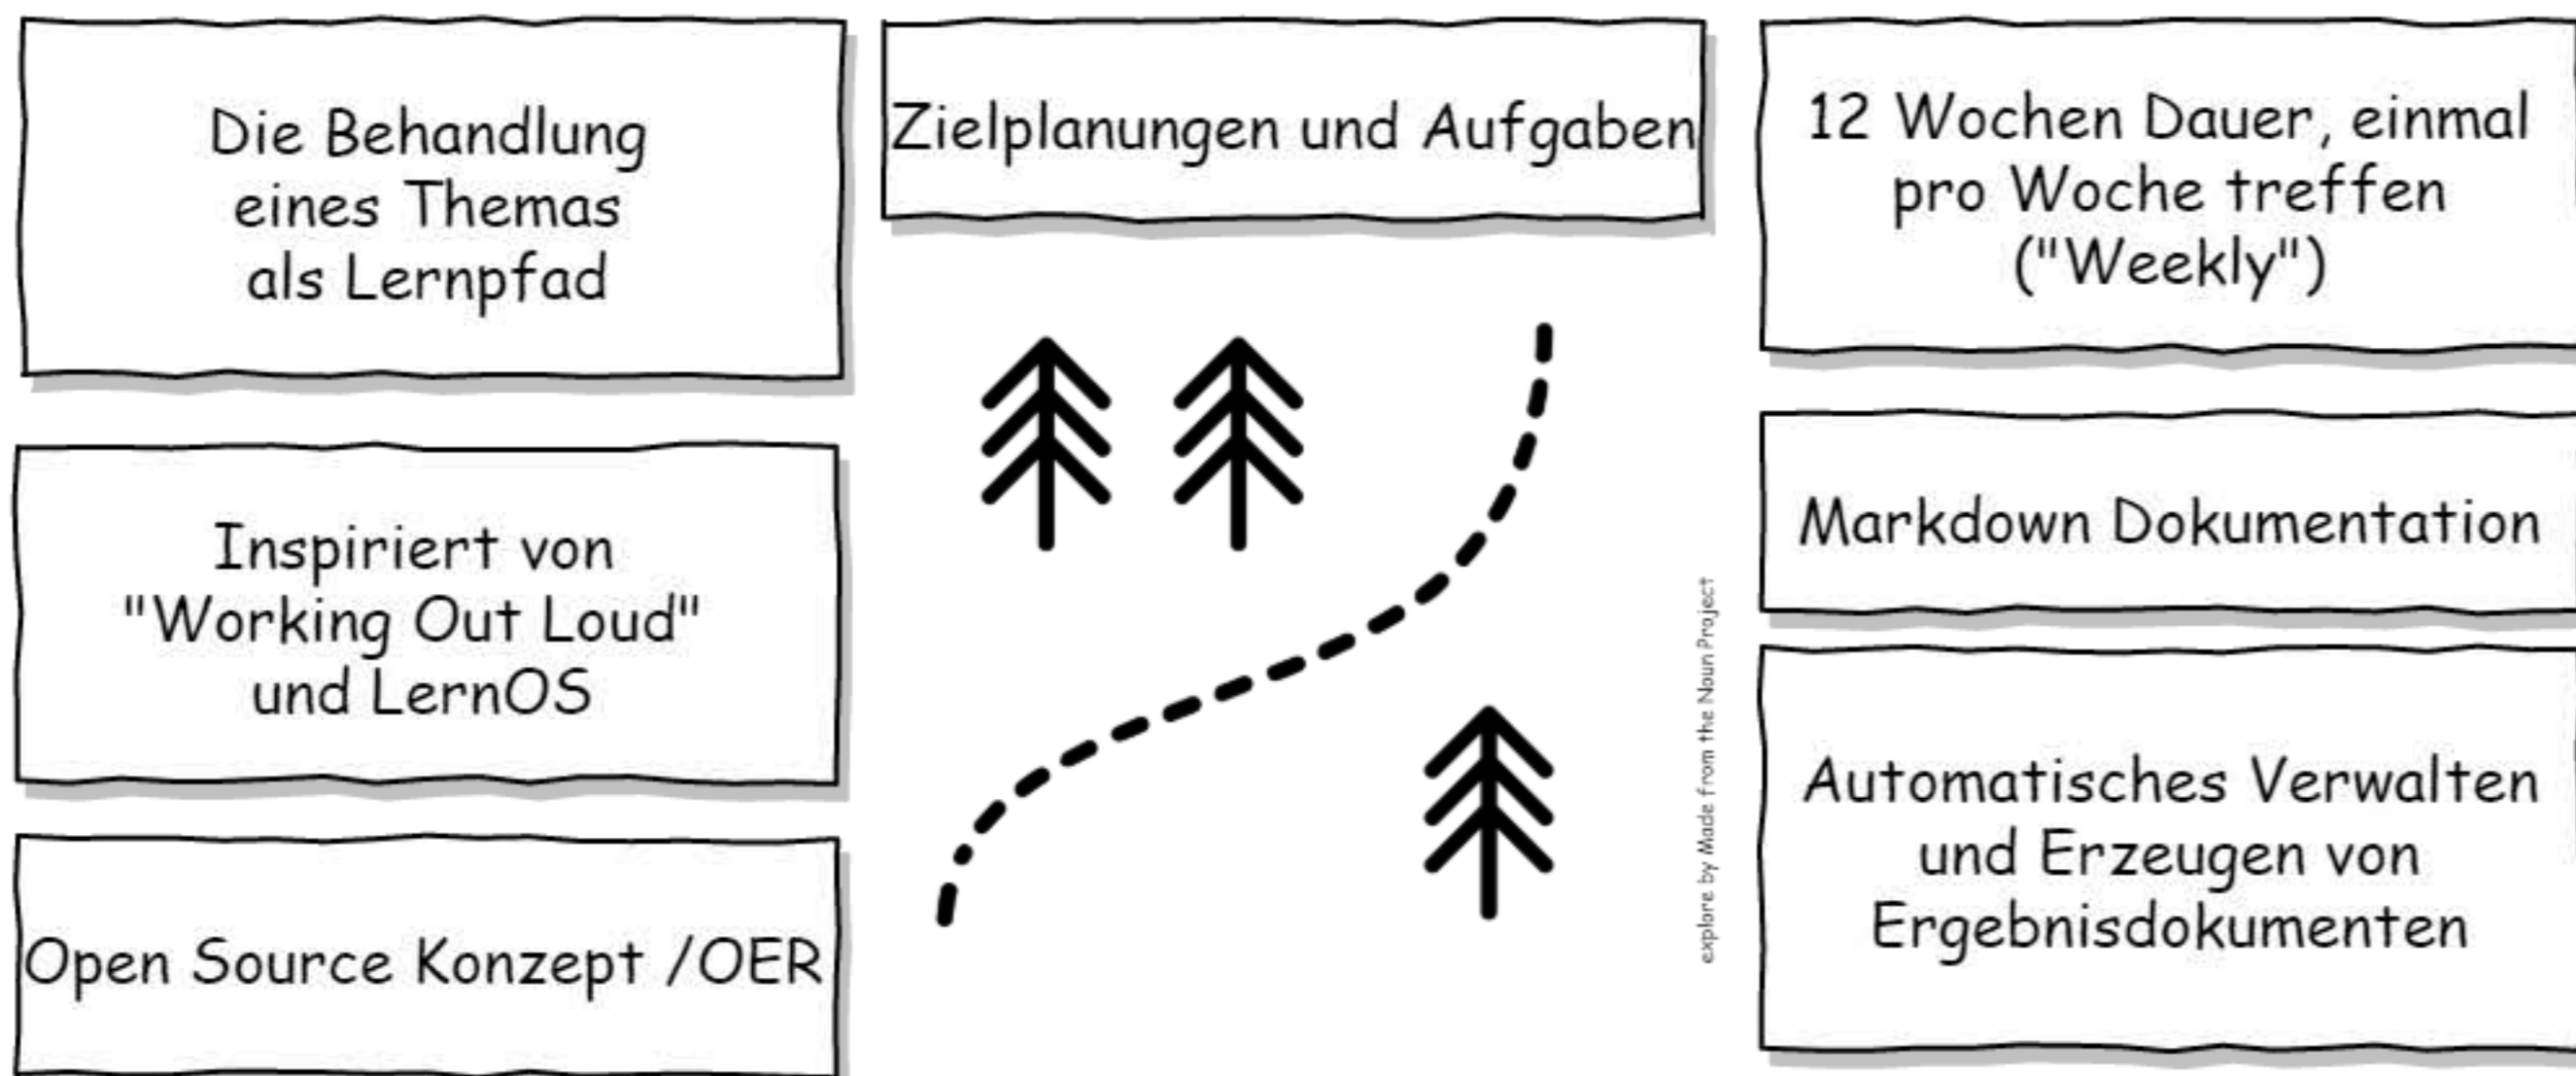 Die Behandlung
eines Themas
als Lernpfad
Inspiriert von
"Working Out Loud"
und LernOS
Open Source Konzept /OER
Zielplanungen und Aufgaben
explore by Made from the Noun Project
12 Wochen Dauer, einmal
pro Woche treffen
("Weekly")
Markdown Dokumentation
Automatisches Verwalten
und Erzeugen von
Ergebnisdokumenten